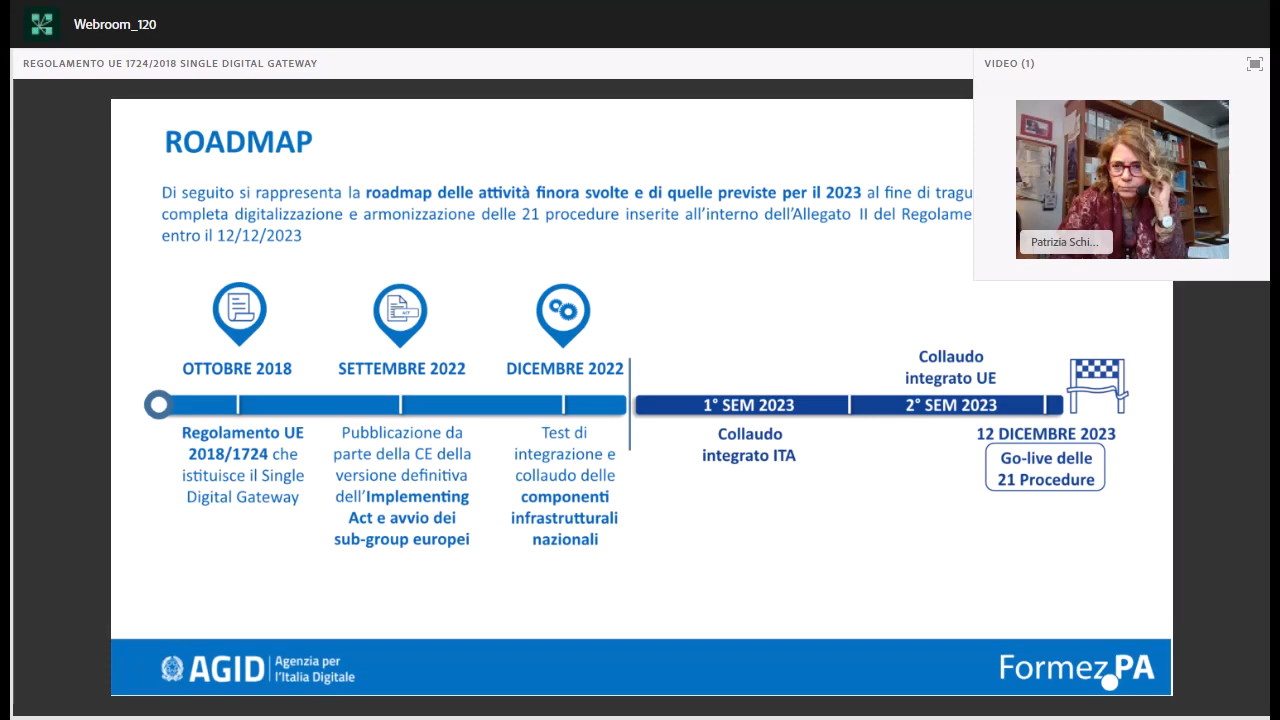 Webroom_120
REGOLAMENTO UE 1724/2018 SINGLE DIGITAL GATEWAY
VIDEO (1)
Patrizia Schi...
ROADMAP
Di seguito si rappresenta la roadmap delle attività finora svolte e di quelle previste per il 2023 al fine di
completa digitalizzazione e armonizzazione delle 21 procedure inserite all'interno dell'Allegato II del
entro il 12/12/2023
OTTOBRE 2018
SETTEMBRE 2022
DICEMBRE 2022
Collaudo
integrato UE
1° SEM 2023
2° SEM 2023
Regolamento UE
2018/1724 che
istituisce il Single
Digital Gateway
Pubblicazione da
parte della CE della
versione definitiva
dell'Implementing
Act e avvio dei
sub-group europei
Test di
integrazione e
collaudo delle
componenti
infrastrutturali
nazionali
Collaudo
integrato ITA
12 DICEMBRE 2023
Go-live delle
21 Procedure
AGID
Agenzia per
l'Italia Digitale
Formez PA